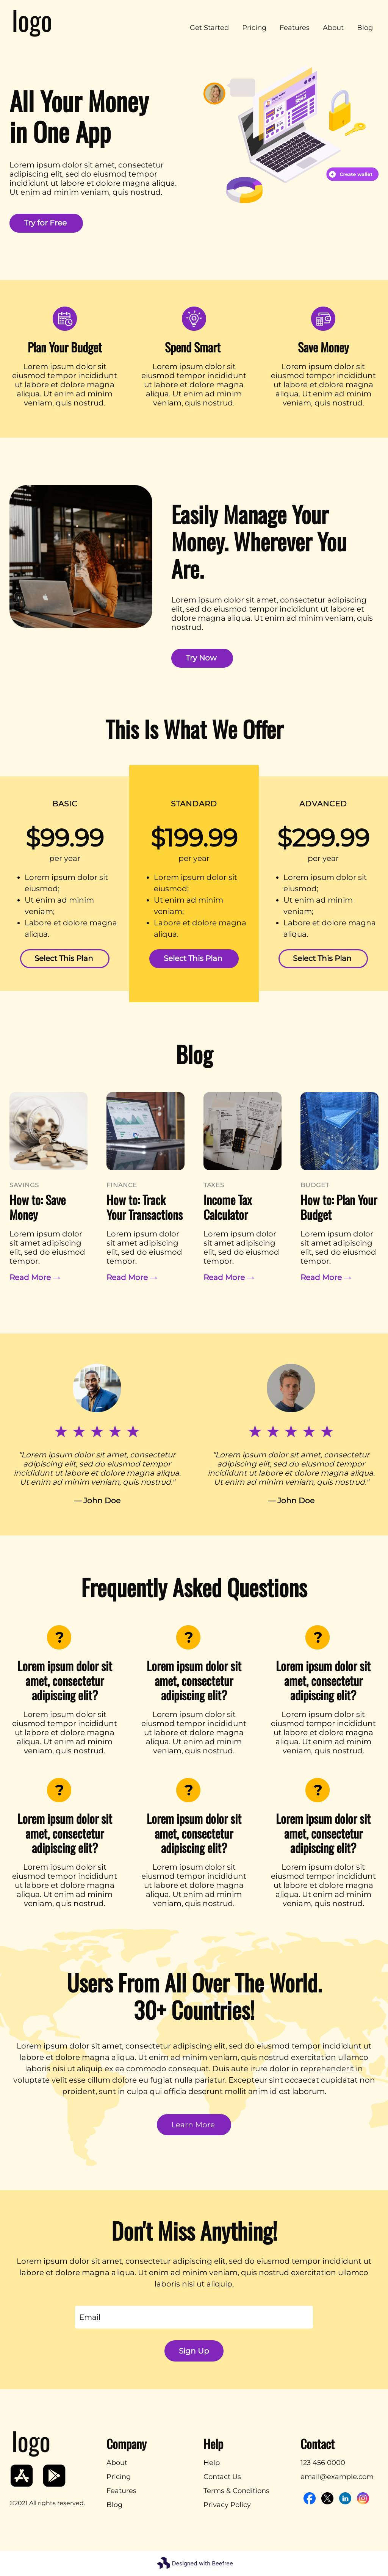 logo
Get Started Pricing Features About Blog
All Your Money
in One App
Lorem ipsum dolor sit amet, consectetur
adipiscing elit, sed do eiusmod tempor
incididunt ut labore et dolore magna aliqua.
Ut enim ad minim veniam, quis nostrud.
Try for Free
Create wallet
Plan Your Budget
Lorem ipsum dolor sit
eiusmod tempor incididunt
ut labore et dolore magna
aliqua. Ut enim ad minim
veniam, quis nostrud.
Spend Smart
Lorem ipsum dolor sit
eiusmod tempor incididunt
ut labore et dolore magna
aliqua. Ut enim ad minim
veniam, quis nostrud.
Save Money
Lorem ipsum dolor sit
eiusmod tempor incididunt
ut labore et dolore magna
aliqua. Ut enim ad minim
veniam, quis nostrud.
Easily Manage Your
Money. Wherever You
Are.
Lorem ipsum dolor sit amet, consectetur adipiscing
elit, sed do eiusmod tempor incididunt ut labore et
dolore magna aliqua. Ut enim ad minim veniam, quis
nostrud.
Try Now
This Is What We Offer
BASIC
$99.99
per year
Lorem ipsum dolor sit
eiusmod;
Ut enim ad minim
veniam;
Labore et dolore magna
aliqua.
Select This Plan
STANDARD
$199.99
per year
Lorem ipsum dolor sit
eiusmod;
Ut enim ad minim
veniam;
Labore et dolore magna
aliqua.
Select This Plan
ADVANCED
$299.99
per year
Lorem ipsum dolor sit
eiusmod;
Ut enim ad minim
veniam;
Labore et dolore magna
aliqua.
Select This Plan
Blog
SAVINGS
How to: Save
Money
Lorem ipsum dolor
sit amet adipiscing
elit, sed do eiusmod
tempor.
Read More →
FINANCE
How to: Track
Your Transactions
Lorem ipsum dolor
sit amet adipiscing
elit, sed do eiusmod
tempor.
Read More →
TAXES
Income Tax
Calculator
Lorem ipsum dolor
sit amet adipiscing
elit, sed do eiusmod
tempor.
Read More →
BUDGET
How to: Plan Your
Budget
Lorem ipsum dolor
sit amet adipiscing
elit, sed do eiusmod
tempor.
Read More →
"Lorem ipsum dolor sit amet, consectetur
adipiscing elit, sed do eiusmod tempor
incididunt ut labore et dolore magna aliqua.
Ut enim ad minim veniam, quis nostrud."
— John Doe
"Lorem ipsum dolor sit amet, consectetur
adipiscing elit, sed do eiusmod tempor
incididunt ut labore et dolore magna aliqua.
Ut enim ad minim veniam, quis nostrud."
— John Doe
Frequently Asked Questions
?
Lorem ipsum dolor sit
amet, consectetur
adipiscing elit?
Lorem ipsum dolor sit
eiusmod tempor incididunt
ut labore et dolor magna
aliqua. Ut enim ad minim
veniam, quis nostrud.
?
Lorem ipsum dolor sit
amet, consectetur
adipiscing elit?
Lorem ipsum dolor sit
eiusmod tempor incididunt
ut labore et dolor magna
aliqua. Ut enim ad minim
veniam, quis nostrud.
?
Lorem ipsum dolor sit
amet, consectetur
adipiscing elit?
Lorem ipsum dolor sit
eiusmod tempor incididunt
ut labore et dolor magna
aliqua. Ut enim ad minim
veniam, quis nostrud.
?
Lorem ipsum dolor sit
amet, consectetur
adipiscing elit?
Lorem ipsum dolor sit
eiusmod tempor incididunt
ut labore et dolore magna
aliqua. Ut enim ad minim
veniam, quis nostrud.
?
Lorem ipsum dolor sit
amet, consectetur
adipiscing elit?
Lorem ipsum dolor sit
eiusmod tempor incididunt
ut labore et dolore magna
aliqua. Ut enim ad minim
veniam, quis nostrud.
?
Lorem ipsum dolor sit
amet, consectetur
adipiscing elit?
Lorem ipsum dolor sit
eiusmod tempor incididunt
ut labore et dolore magna
aliqua. Ut enim ad minim
veniam, quis nostrud.
Users From All Over The World.
30+ Countries!
Lorem ipsum dolor sit amet, consectetur adipiscing elit, sed do eiusmod tempor incididunt ut
labore et dolore magna aliqua. Ut enim ad minim veniam, quis nostrud exercitation ullamco
laboris nisi ut aliquip ex ea commodo consequat. Duis aute irure dolor in reprehenderit in
voluptate velit esse cillum dolore eu fugiat nulla pariatur. Excepteur sint occaecat cupidatat non
proident, sunt in culpa qui officia deserunt mollit anim id est laborum.
Learn More
Don't Miss Anything!
Lorem ipsum dolor sit amet, consectetur adipiscing elit, sed do eiusmod tempor incididunt ut
labore et dolore magna aliqua. Ut enim ad minim veniam, quis nostrud exercitation ullamco
laboris nisi ut aliquip,
Email
Sign Up
logo
©2021 All rights reserved.
Company
About
Pricing
Features
Blog
Help
Help
Contact Us
Terms & Conditions
Privacy Policy
Contact
123 456 0000
email@example.com
Designed with Beefree